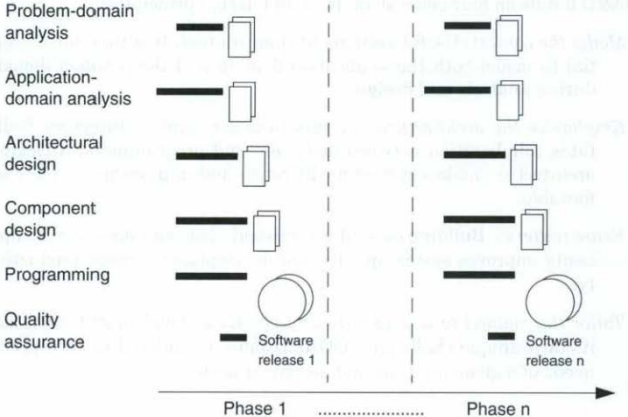 Problem-domain
analysis
Application-
domain analysis
Architectural
design
Component
design
Programming
Quality
assurance
Software
release 1
Software
release n
Phase 1 .................... Phase n